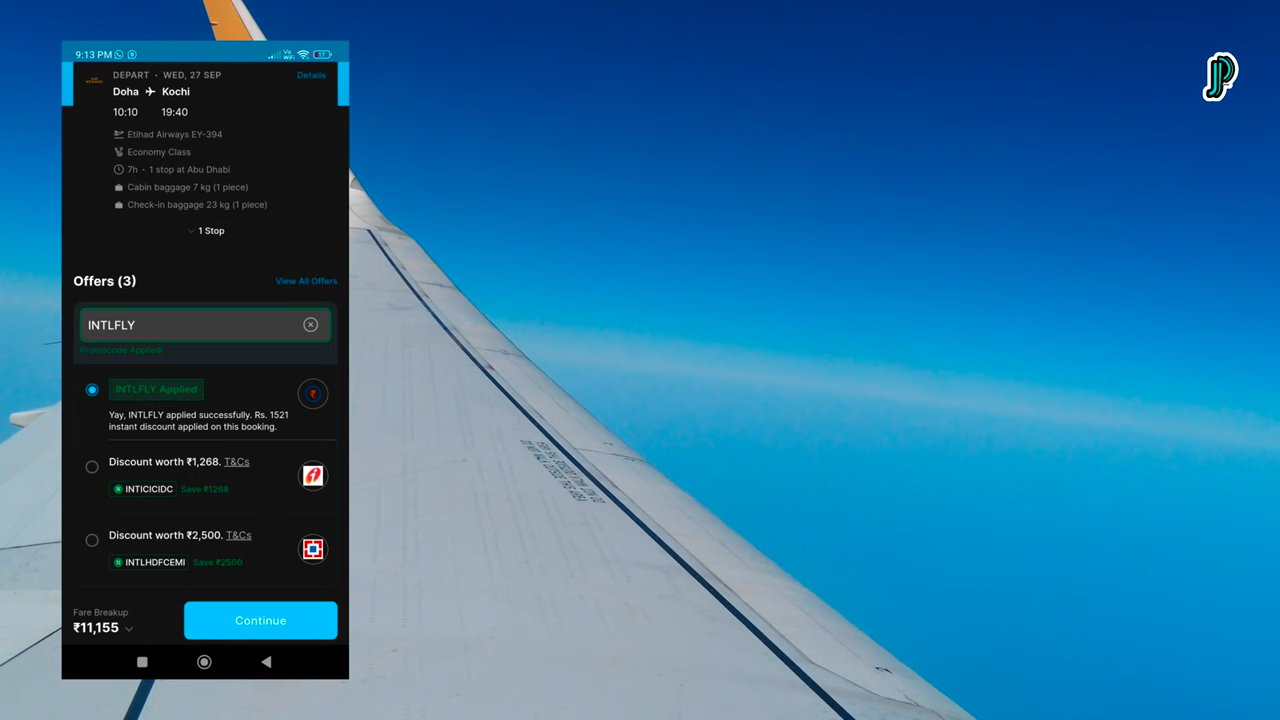 9:13 PM
57
DEPART · WED, 27 SEP
Details
Doha Kochi
10:10 19:40
Etihad Airways EY-394
Economy Class
7h · 1 stop at Abu Dhabi
Cabin baggage 7 kg (1 piece)
Check-in baggage 23 kg (1 piece)
1 Stop
Offers (3)
View All Offers
INTLFLY
Promocode Applied!
INTLFLY Applied
Yay, INTLFLY applied successfully. Rs. 1521
instant discount applied on this booking.
Discount worth ₹1,268. T&Cs
INTICICIDC Save ₹1268
Discount worth ₹2,500. T&Cs
INTLHDFCEMI Save ₹2500
Fare Breakup
₹11,155
Continue